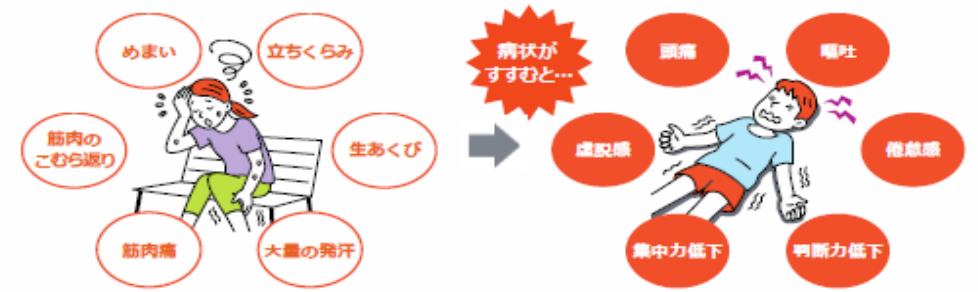 めまい
立ちくらみ
筋肉の
こむら返り
生あくび
筋肉痛
大量の発汗
病状が
すすむと…
頭痛
嘔吐
虚脱感
倦怠感
集中力低下
判断力低下